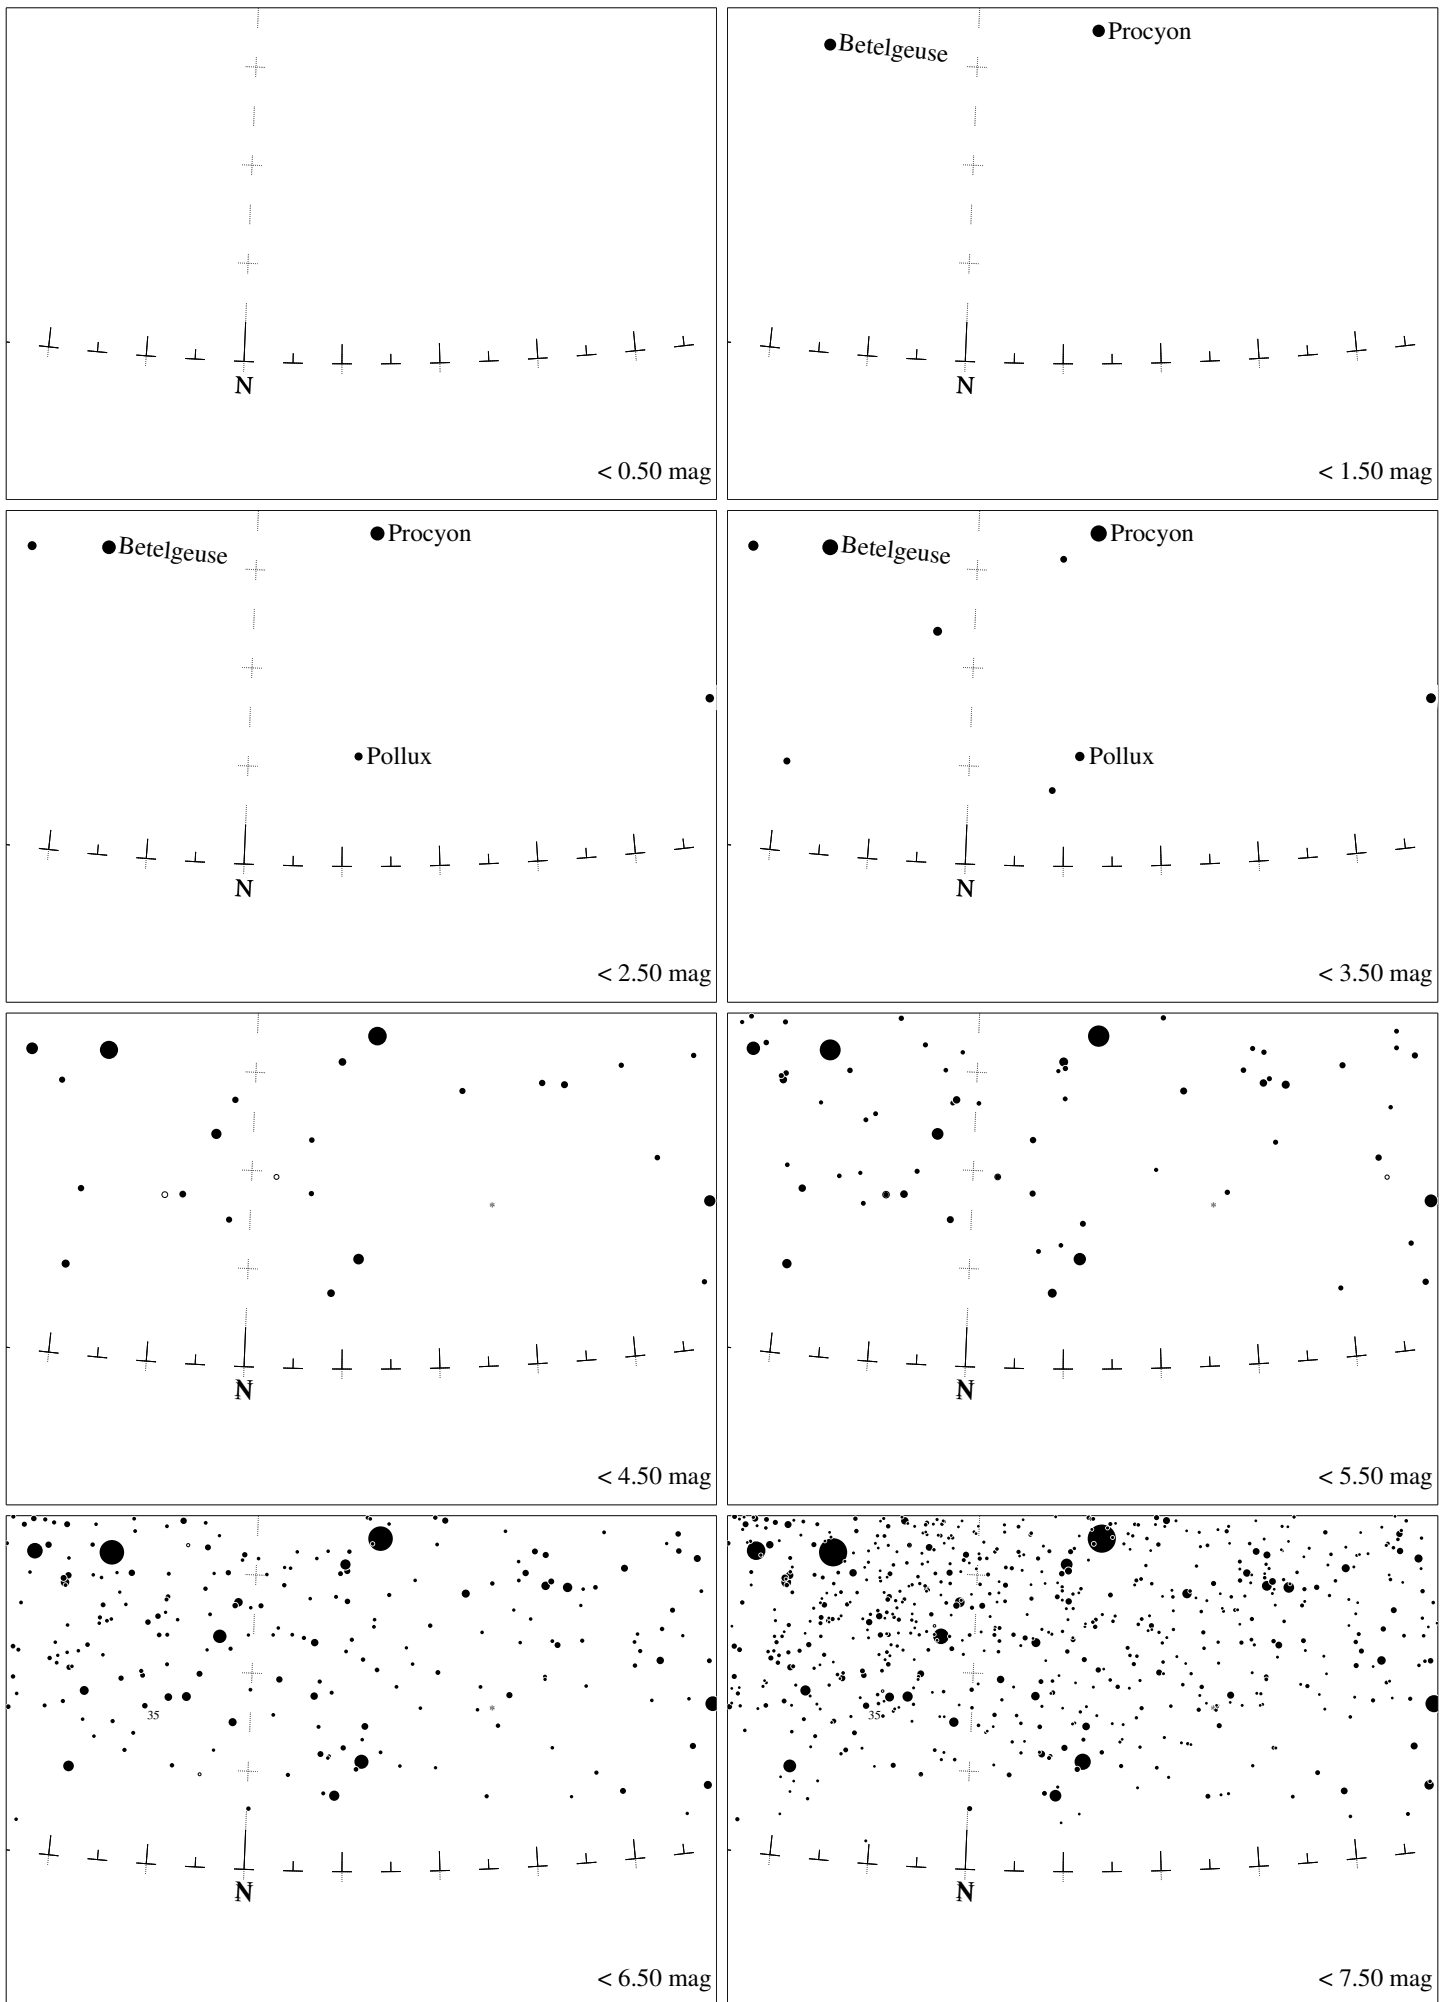 N
< 0.50 mag
Betelgeuse
Procyon
N
< 1.50 mag
Betelgeuse
Procyon
Pollux
N
< 2.50 mag
Betelgeuse
Procyon
Pollux
N
< 3.50 mag
N
< 4.50 mag
N
< 5.50 mag
35
N
< 6.50 mag
35
N
< 7.50 mag